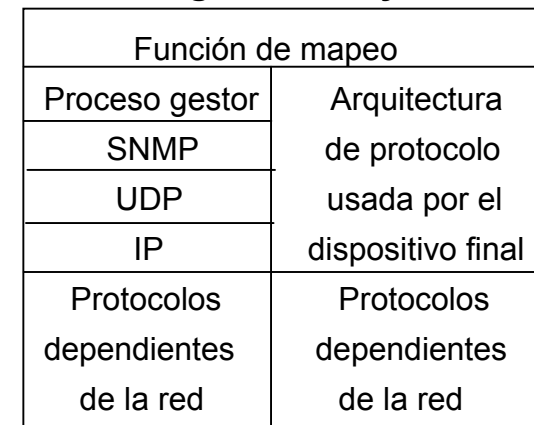 Función de mapeo
Proceso gestor
SNMP
UDP
IP
Arquitectura
de protocolo
usada por el
dispositivo final
Protocolos
dependientes
de la red
Protocolos
dependientes
de la red